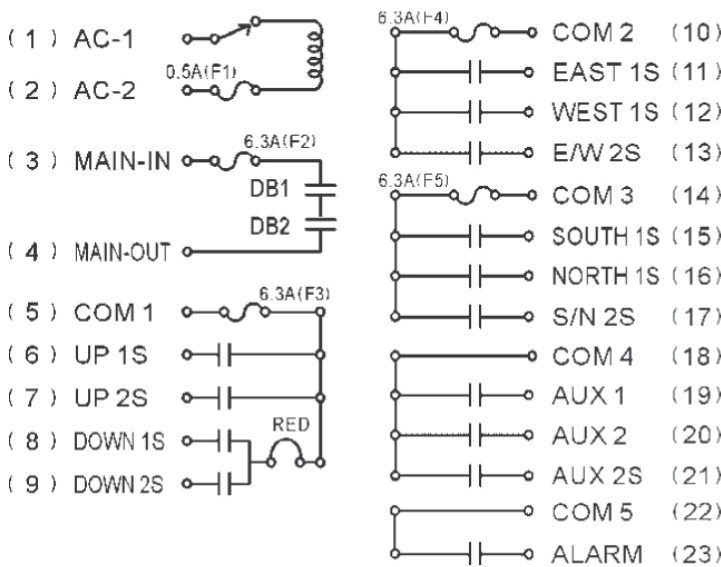 ( 1 ) AC-1
0.5A(F1)
( 2 ) AC-2
6.3A(F2)
( 3 ) MAIN-IN
DB1
DB2
( 4 ) MAIN-OUT
6.3A(F3)
( 5 ) COM 1
( 6 ) UP 1S
( 7 ) UP 2S
RED
( 8 ) DOWN 1S
( 9 ) DOWN 2S
6.3A(F4)
COM 2 (10)
EAST 1S (11)
WEST 1S (12)
E/W 2S (13)
6.3A(F5)
COM 3 (14)
SOUTH 1S (15)
NORTH 1S (16)
S/N 2S (17)
COM 4 (18)
AUX 1 (19)
AUX 2 (20)
AUX 2S (21)
COM 5 (22)
ALARM (23)